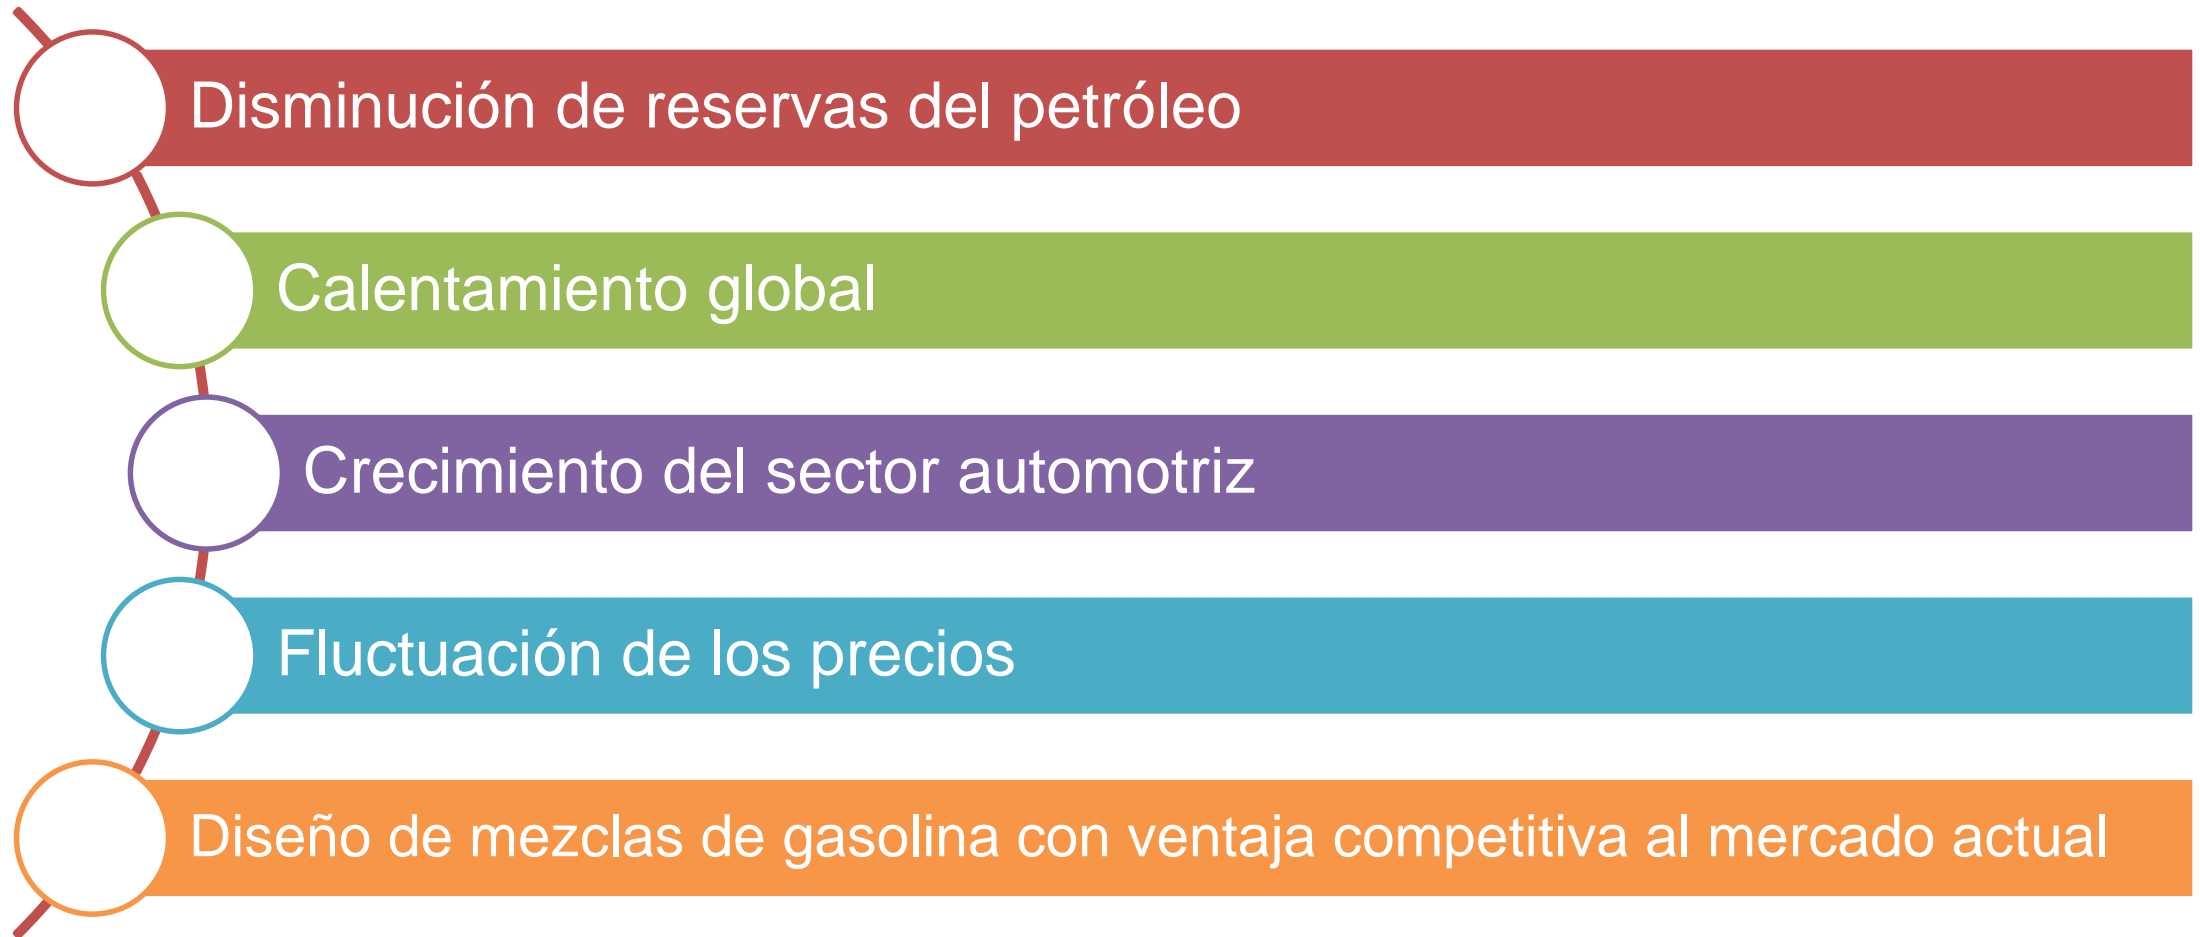 Disminución de reservas del petróleo
Calentamiento global
Crecimiento del sector automotriz
Fluctuación de los precios
Diseño de mezclas de gasolina con ventaja competitiva al mercado actual